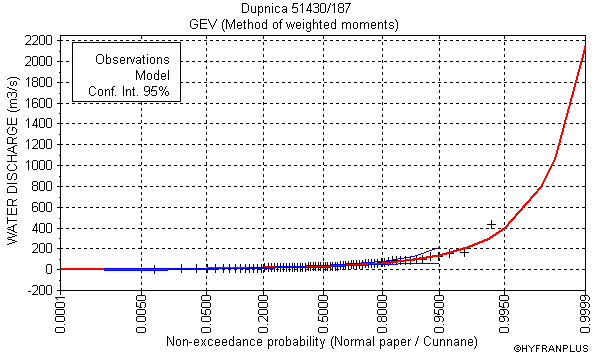 Dupnica 51430/187
GEV (Method of weighted moments)
Observations
Model
Conf. Int. 95%
WATER DISCHARGE (m3/s)
2200
2000
1800
1600
1400
1200
1000
800
600
400
200
0
-200
0.0001
0.0050
0.0500
0.2000
0.5000
0.8000
0.9500
0.9950
0.9999
Non-exceedance probability (Normal paper / Cunnane)
©HYFRANPLUS